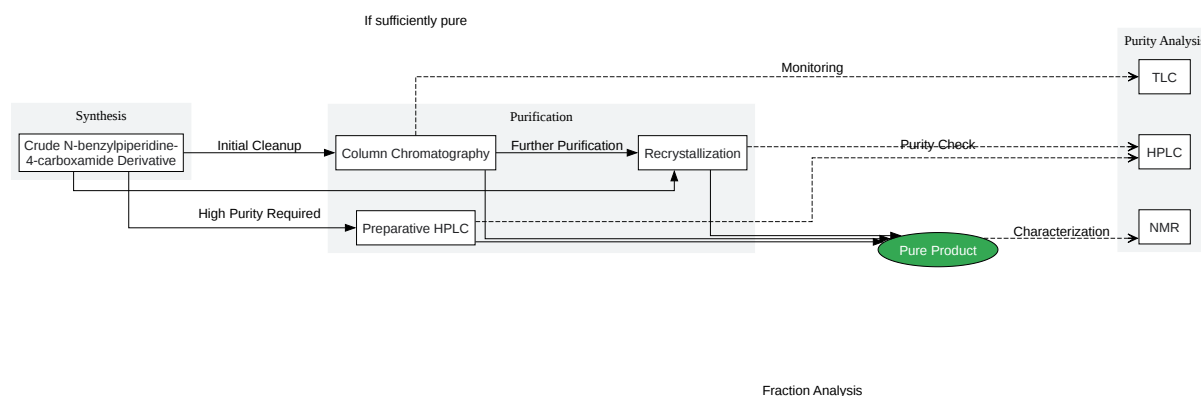 If sufficiently pure
Purity Analysis
Monitoring
TLC
Synthesis
Purification
Crude N-benzylpiperidine-
4-carboxamide Derivative
Initial Cleanup
Column Chromatography
Further Purification
Recrystallization
Purity Check
HPLC
High Purity Required
Preparative HPLC
Pure Product
Characterization
NMR
Fraction Analysis